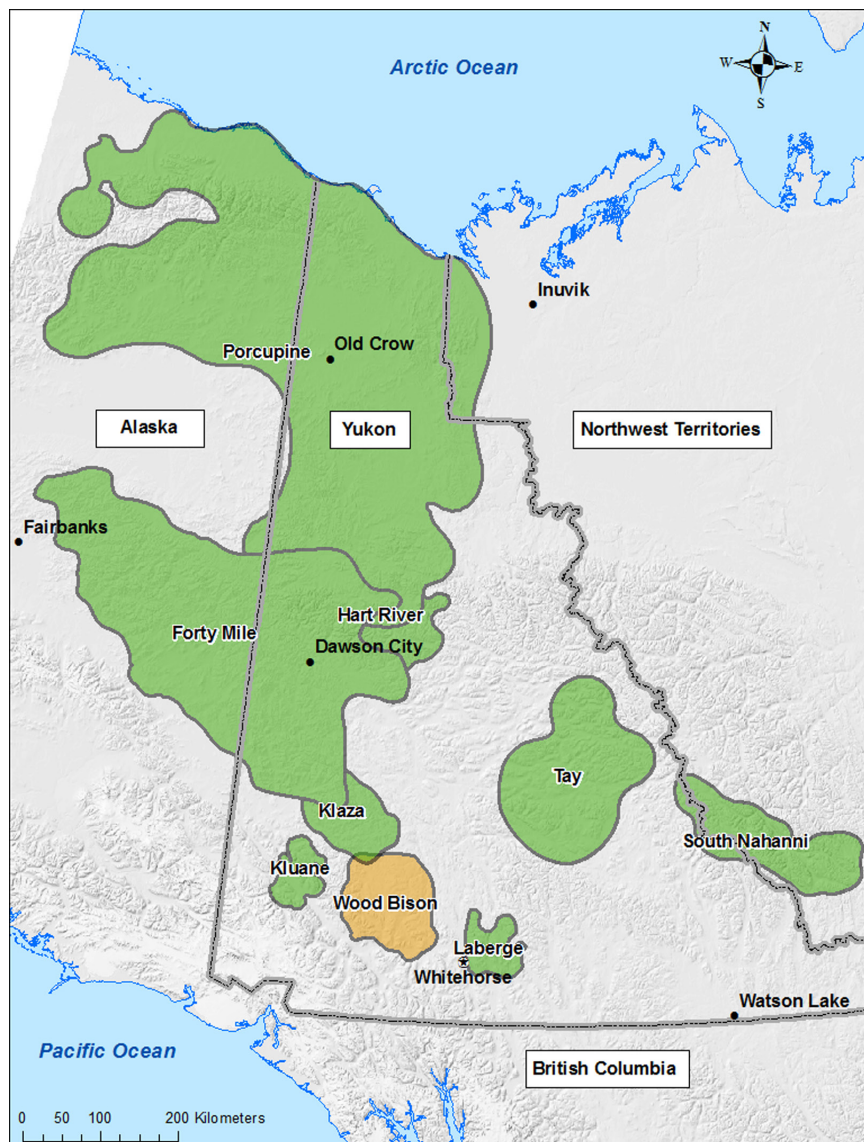 Arctic Ocean
N
W E
S
Inuvik
Old Crow
Porcupine
Alaska
Yukon
Northwest Territories
Fairbanks
Hart River
Forty Mile
Dawson City
Tay
Klaza
South Nahanni
Kluane
Wood Bison
Laberge
Whitehorse
Watson Lake
Pacific Ocean
British Columbia
0 50 100 200 Kilometers